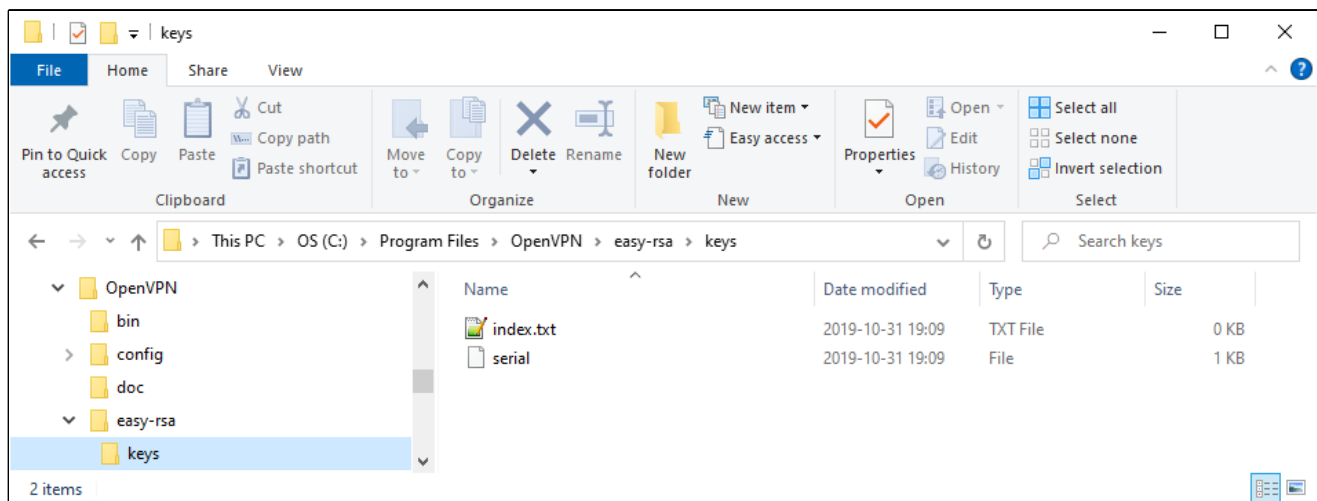 keys
File Home Share View
Pin to Quick access
Copy
Paste
Cut
W... Copy path
Paste shortcut
Clipboard
Move to
Copy to
Delete
Rename
Organize
New folder
New item
Easy access
New
Properties
Open
Edit
History
Open
Select all
Select none
Invert selection
Select
This PC > OS (C:) > Program Files > OpenVPN > easy-rsa > keys
Search keys
OpenVPN
bin
config
doc
easy-rsa
keys
Name Date modified Type Size
index.txt 2019-10-31 19:09 TXT File 0 KB
serial 2019-10-31 19:09 File 1 KB
2 items